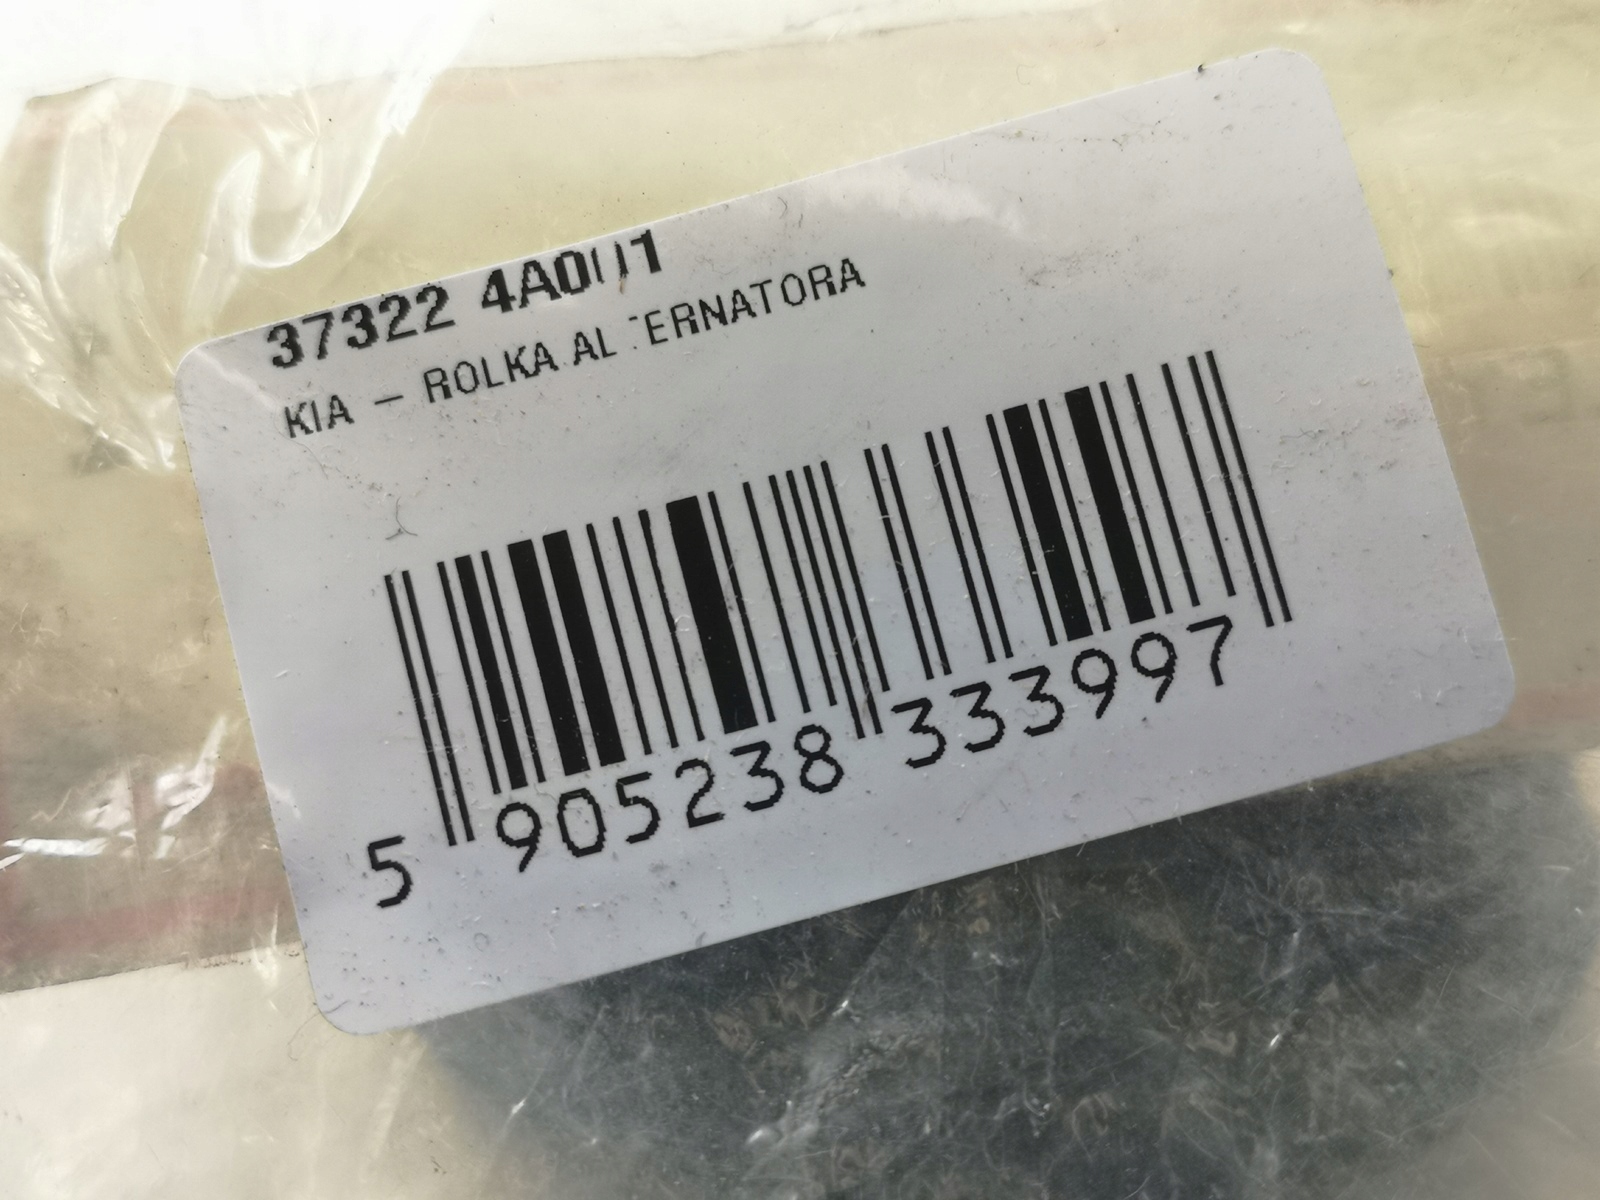 37322 4A001
KIA - ROLKA ALTERNATORA
5 905238 333997